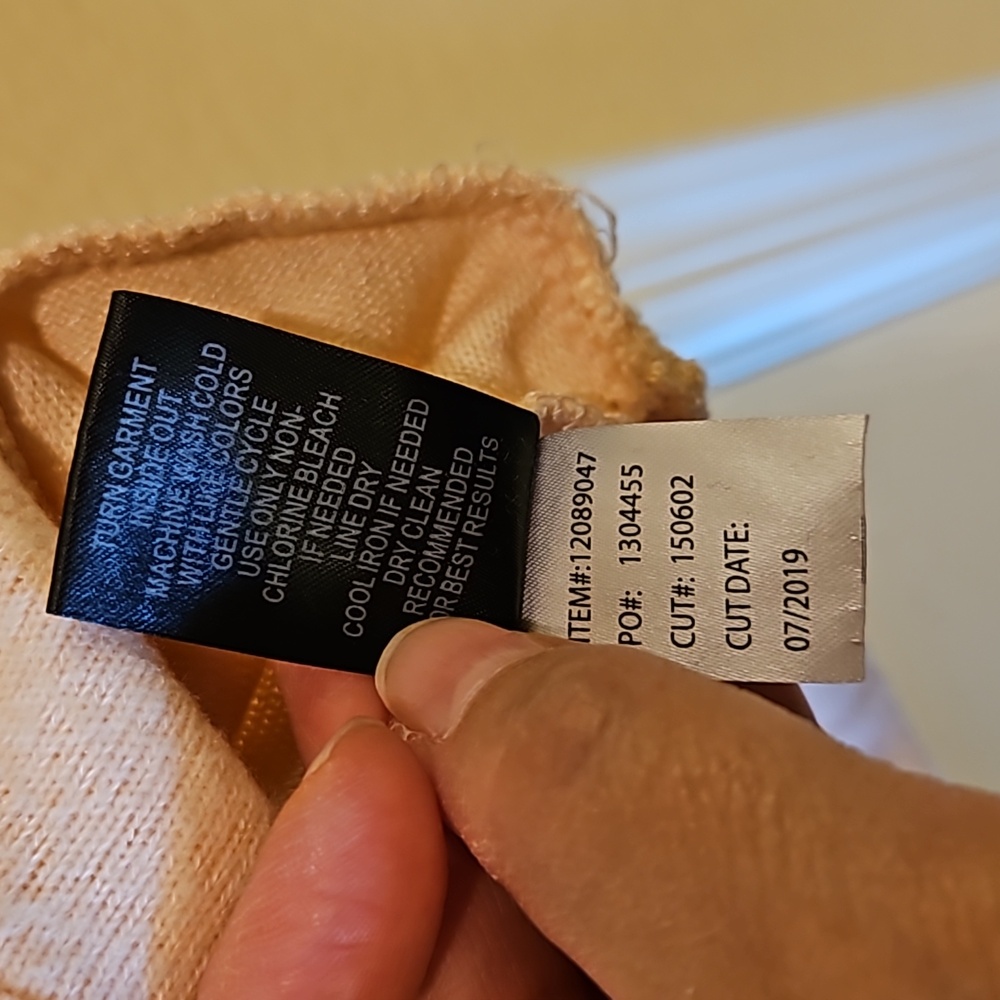 TURN GARMENT
INSIDE OUT
MACHINE WASH COLD
WITH LIKE COLORS
GENTLE CYCLE
USE ONLY NON-
CHLORINE BLEACH
IF NEEDED
LINE DRY
COOL IRON IF NEEDED
DRY CLEAN
RECOMMENDED
FOR BEST RESULTS
ITEM#:12089047
PO#: 1304455
CUT#: 150602
CUT DATE:
07/2019